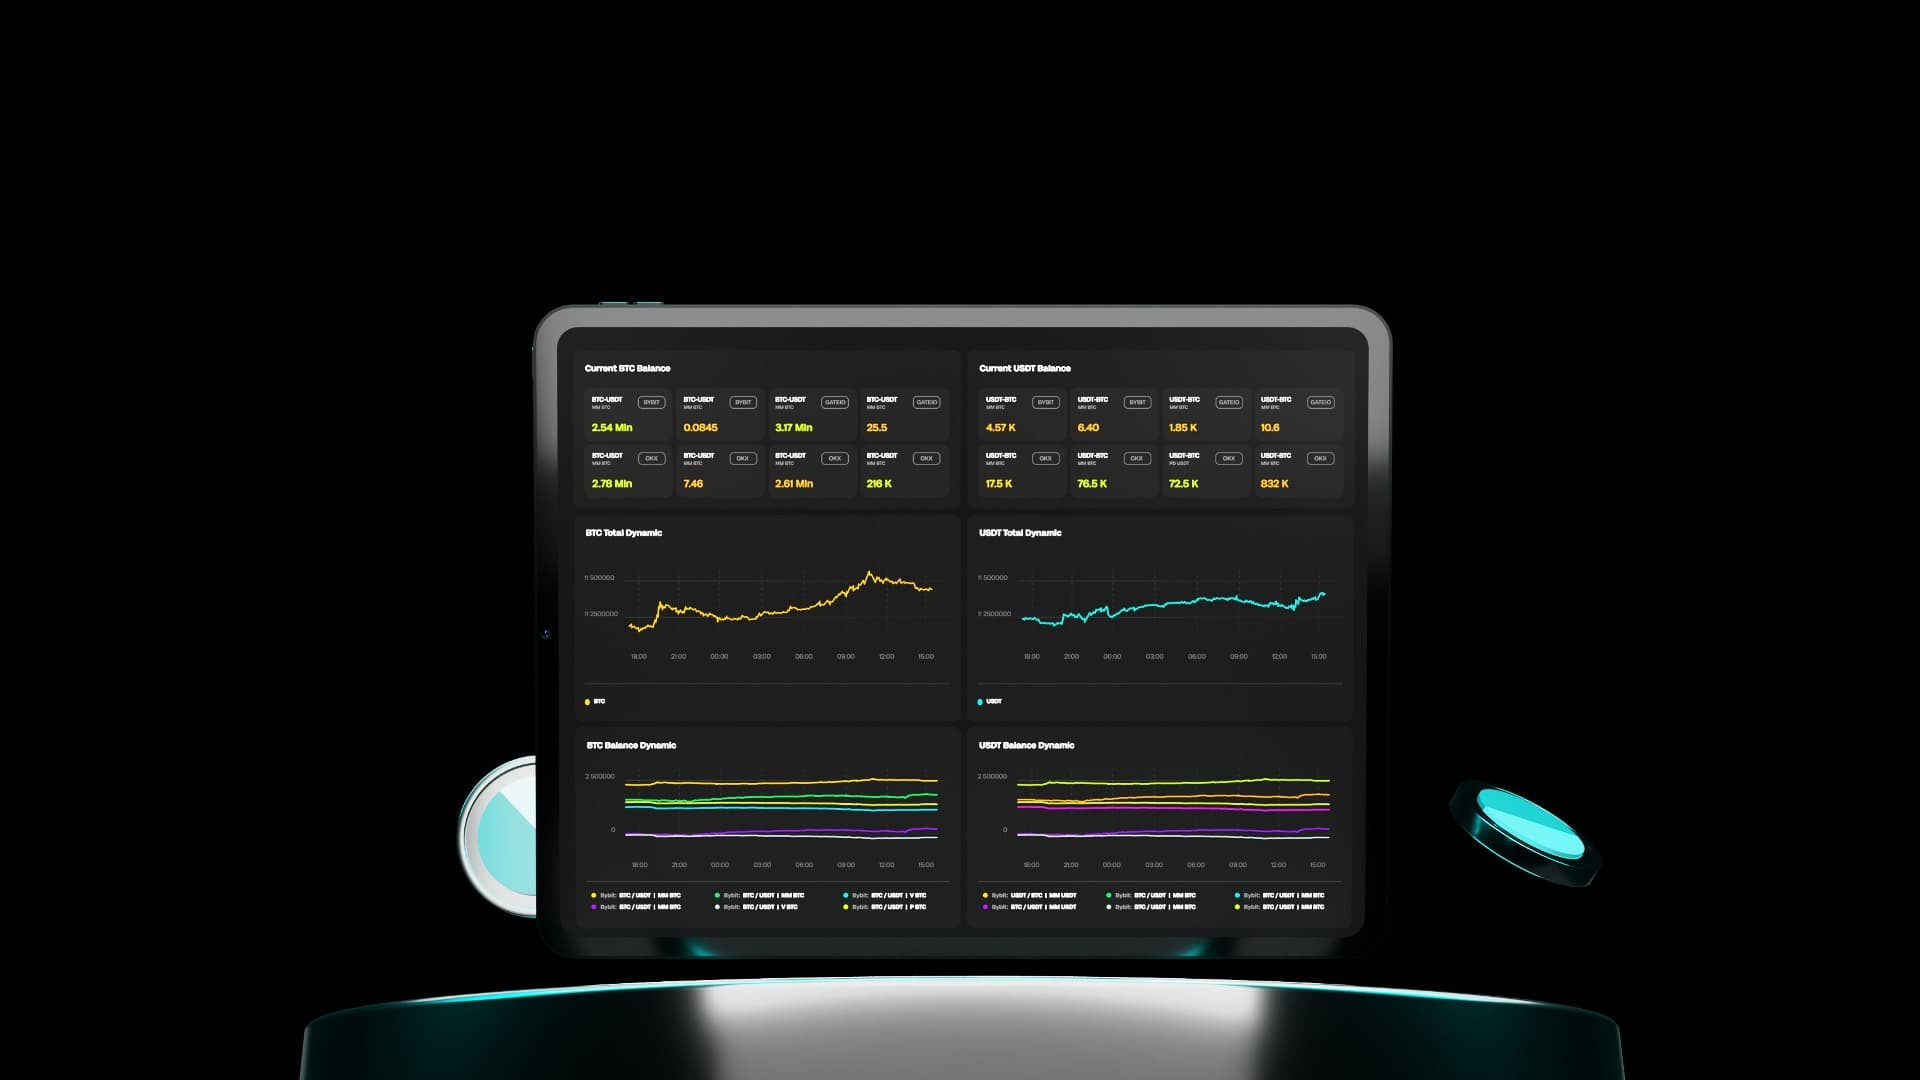 Current BTC Balance
BTC-USDT BYBIT BTC-USDT BYBIT BTC-USDT GATEIO BTC-USDT GATEIO
MM BTC MM BTC MM BTC MM BTC
2.54 Mln 0.0845 3.17 Mln 25.5
BTC-USDT OKX BTC-USDT OKX BTC-USDT OKX BTC-USDT OKX
MM BTC MM BTC MM BTC MM BTC
2.78 Mln 7.46 2.61 Mln 216 K
Current USDT Balance
USDT-BTC BYBIT USDT-BTC BYBIT USDT-BTC GATEIO USDT-BTC GATEIO
MM BTC MM BTC MM BTC MM BTC
4.57 K 6.40 1.85 K 10.6
USDT-BTC OKX USDT-BTC OKX USDT-BTC OKX USDT-BTC OKX
MM BTC MM BTC PD USDT MM BTC
17.5 K 76.5 K 72.5 K 832 K
BTC Total Dynamic
11 500000
11 2500000
18:00 21:00 00:00 03:00 06:00 09:00 12:00 15:00
BTC
USDT Total Dynamic
11 500000
11 2500000
18:00 21:00 00:00 03:00 06:00 09:00 12:00 15:00
USDT
BTC Balance Dynamic
2 500000
0
18:00 21:00 00:00 03:00 06:00 09:00 12:00 15:00
Bybit: BTC / USDT | MM BTC Bybit: BTC / USDT | MM BTC Bybit: BTC / USDT | V BTC
Bybit: BTC / USDT | MM BTC Bybit: BTC / USDT | V BTC Bybit: BTC / USDT | P BTC
USDT Balance Dynamic
2 500000
0
18:00 21:00 00:00 03:00 06:00 09:00 12:00 15:00
Bybit: USDT / BTC | MM USDT Bybit: BTC / USDT | MM BTC Bybit: BTC / USDT | MM BTC
Bybit: BTC / USDT | MM USDT Bybit: BTC / USDT | MM BTC Bybit: BTC / USDT | MM BTC